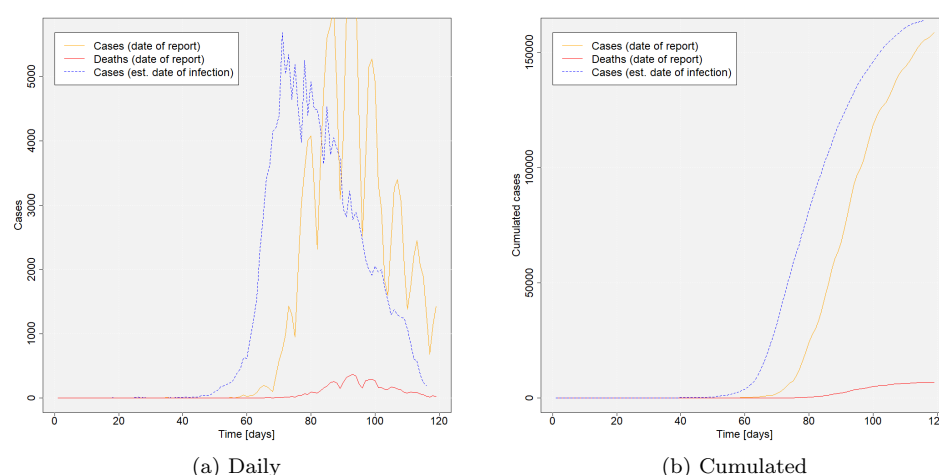 Cases (date of report)
Deaths (date of report)
Cases (est. date of infection)
Cases
0 1000 2000 3000 4000 5000
0 20 40 60 80 100 120
Time [days]
(a) Daily
Cases (date of report)
Deaths (date of report)
Cases (est. date of infection)
Cumulated cases
0 50000 100000 150000
0 20 40 60 80 100 120
Time [days]
(b) Cumulated